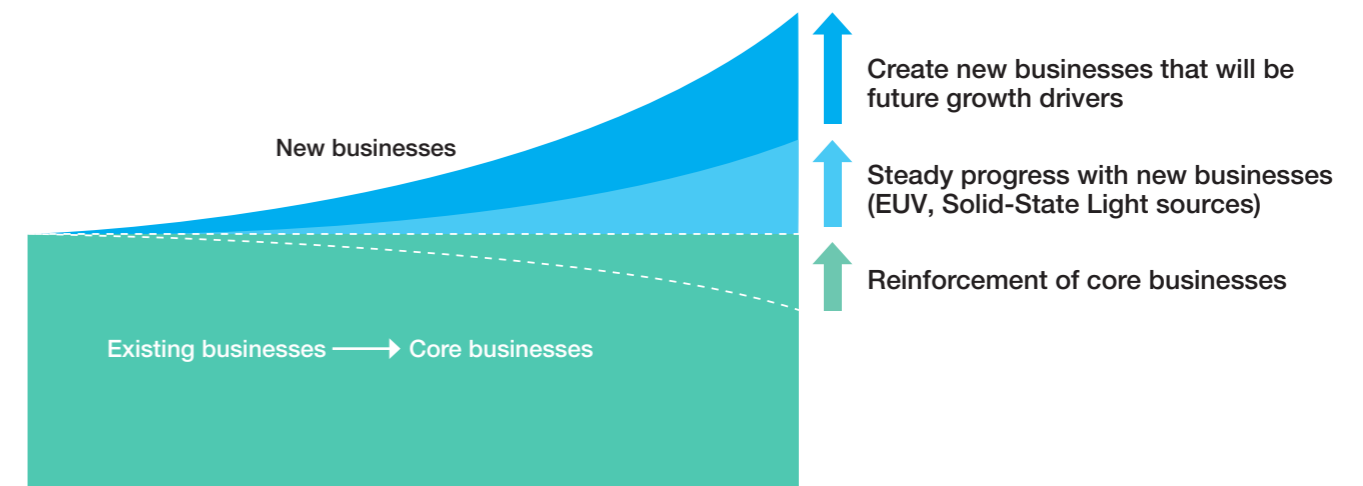 Create new businesses that will be
future growth drivers
New businesses
Steady progress with new businesses
(EUV, Solid-State Light sources)
Reinforcement of core businesses
Existing businesses → Core businesses